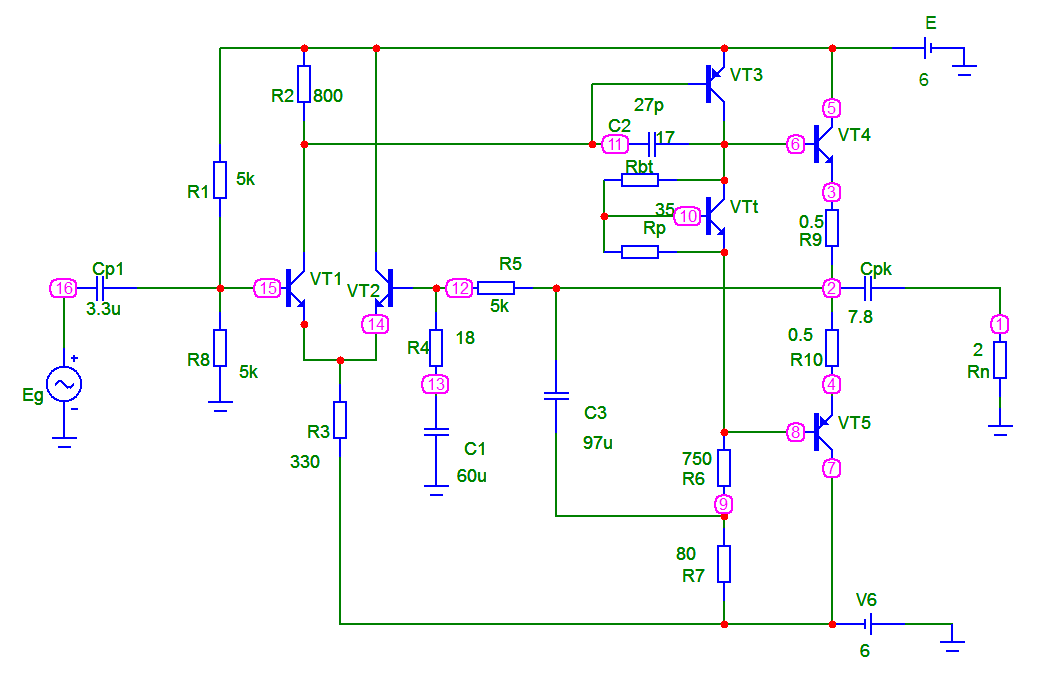 E
6
VT3
5
R2 800
27p
C2
11
17
6
VT4
R1 5k
Rbt
3
35
10
VTt
Rp
0.5
R9
R5
Cp1
VT1
VT2
Cpk
16
15
12
2
3.3u
5k
7.8
14
1
R8
5k
R4
18
0.5
R10
2
Rn
13
4
Eg
+
-
C3
VT5
R3
C1
97u
8
330
60u
750
R6
7
9
80
R7
V6
6